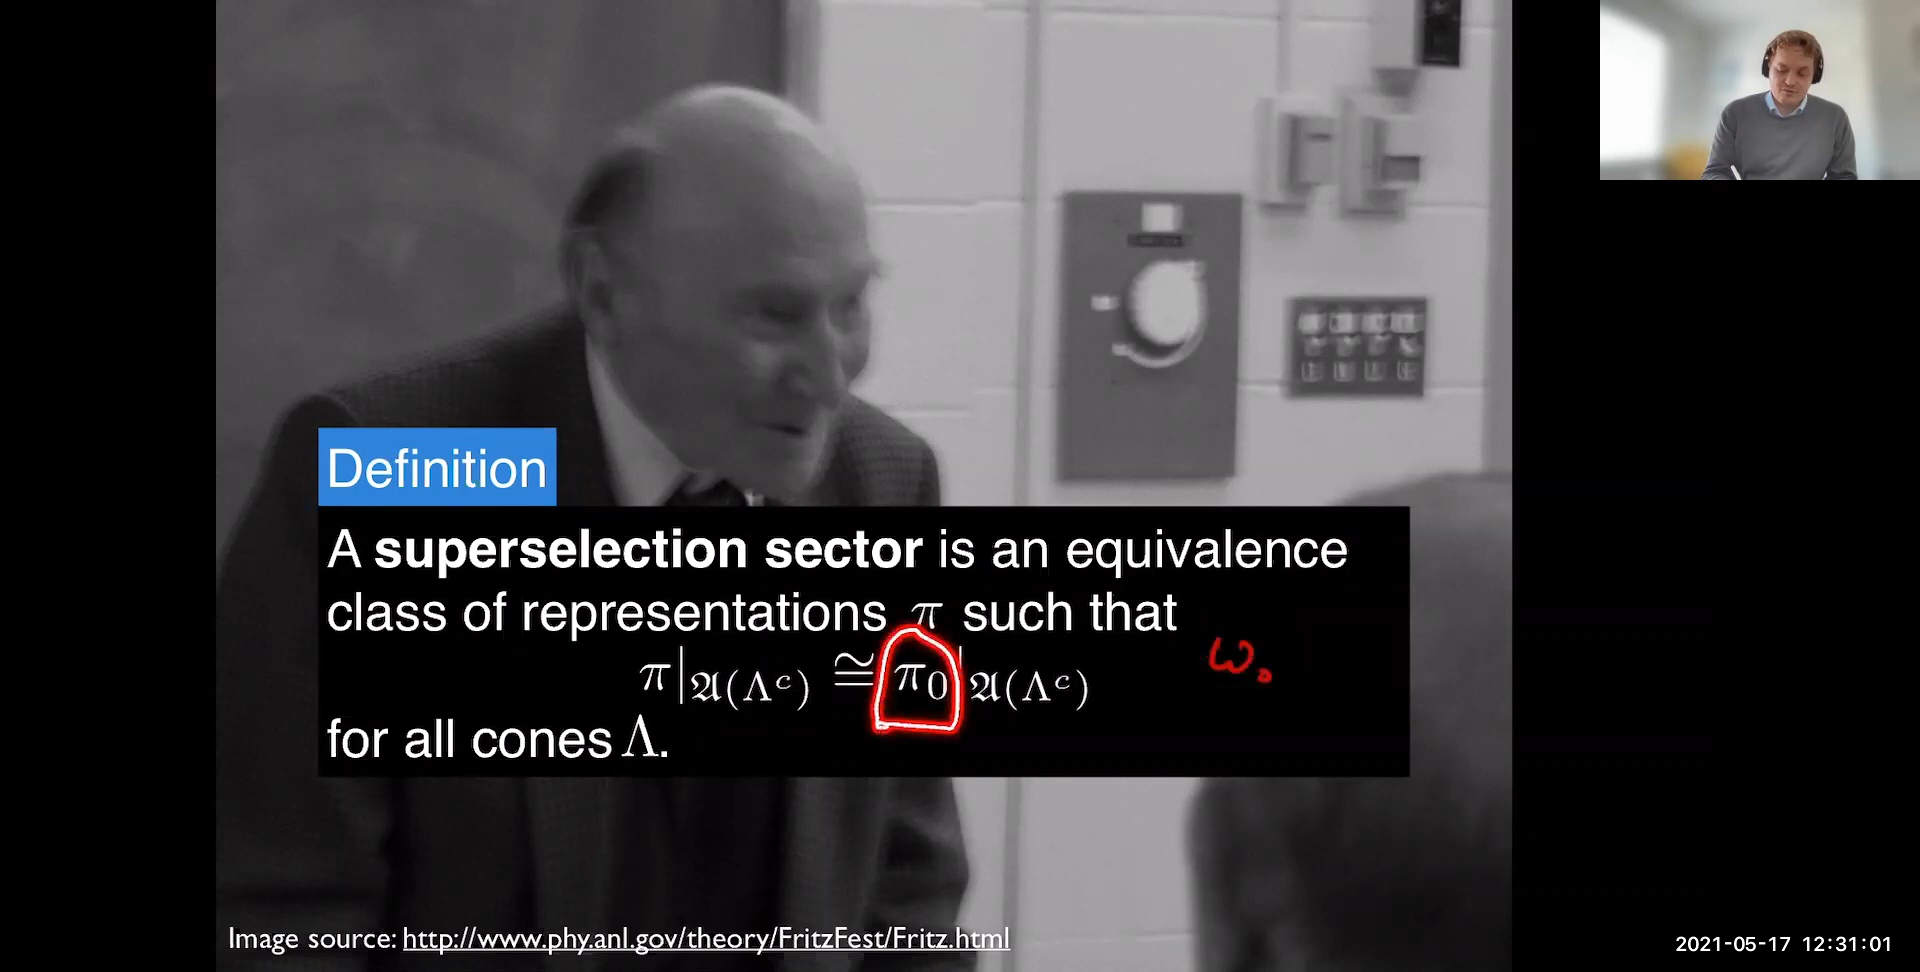 Definition
A superselection sector is an equivalence
class of representations π such that
π|𝔄(Λᶜ) ≅ π₀|𝔄(Λᶜ)
ω₀
for all cones Λ.
Image source: http://www.phy.anl.gov/theory/FritzFest/Fritz.html
2021-05-17 12:31:01